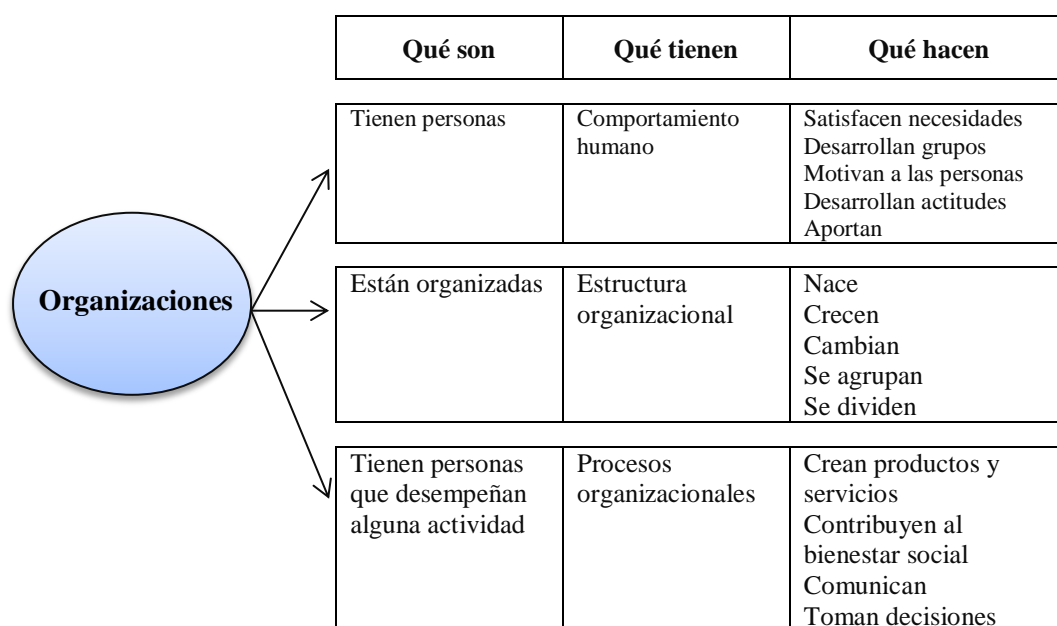 Qué son
Qué tienen
Qué hacen
Organizaciones
Tienen personas
Comportamiento
humano
Satisfacen necesidades
Desarrollan grupos
Motivan a las personas
Desarrollan actitudes
Aportan
Están organizadas
Estructura
organizacional
Nace
Crecen
Cambian
Se agrupan
Se dividen
Tienen personas
que desempeñan
alguna actividad
Procesos
organizacionales
Crean productos y
servicios
Contribuyen al
bienestar social
Comunican
Toman decisiones